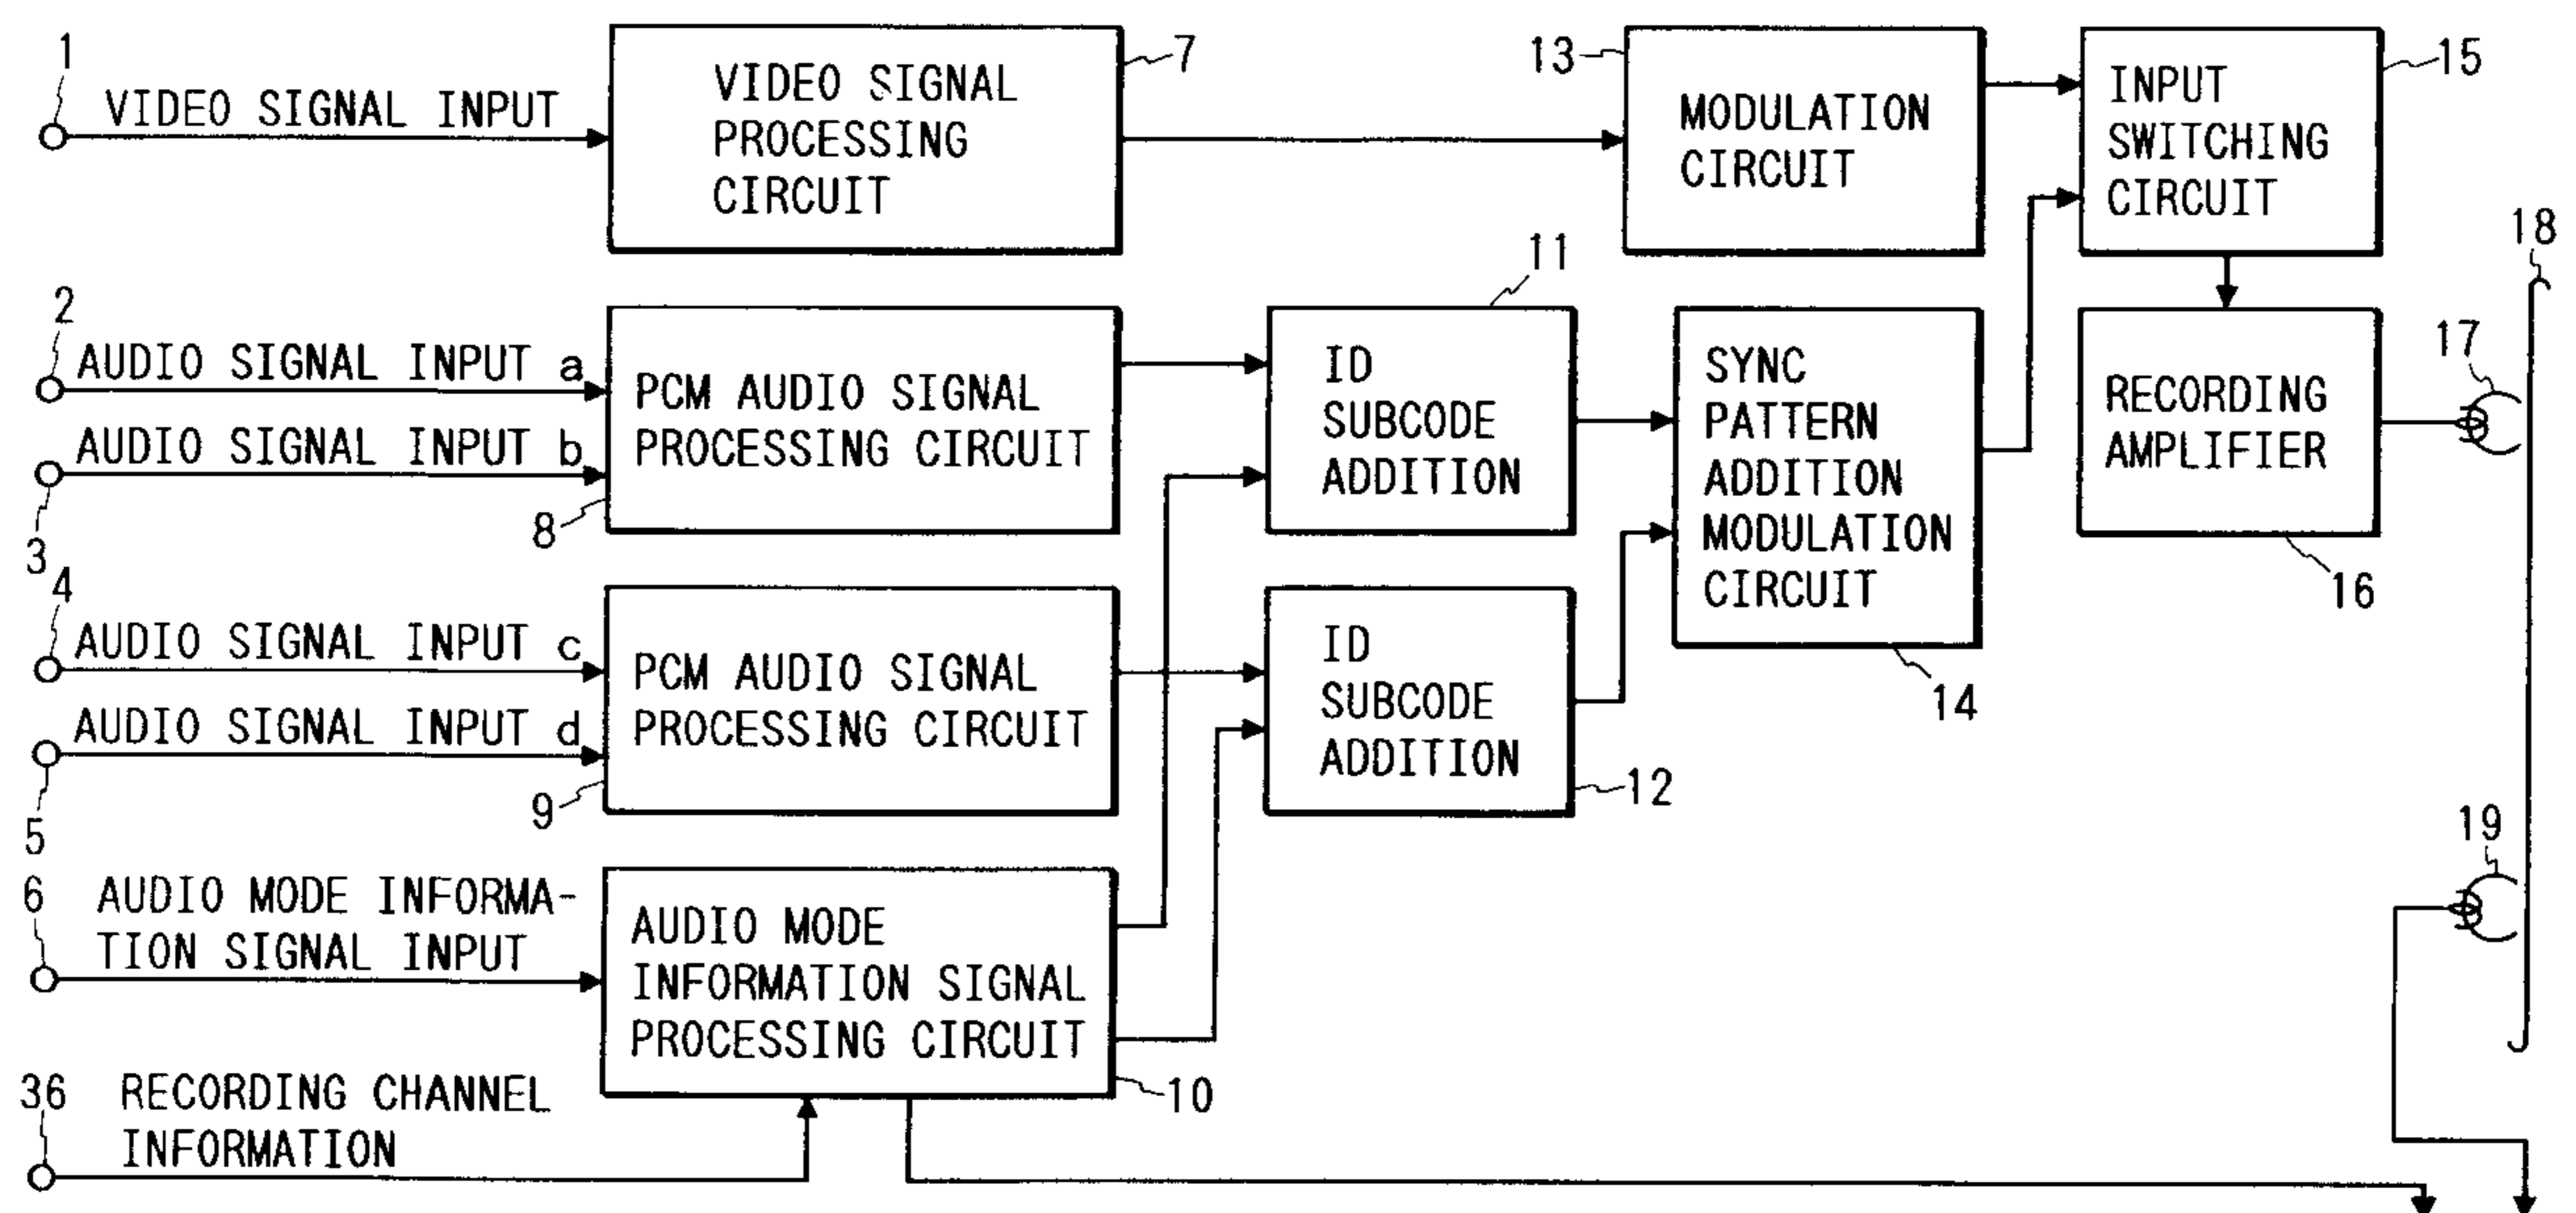 1
VIDEO SIGNAL INPUT
VIDEO SIGNAL
PROCESSING
CIRCUIT
7
13
MODULATION
CIRCUIT
INPUT
SWITCHING
CIRCUIT
15
2
AUDIO SIGNAL INPUT a
AUDIO SIGNAL INPUT b
3
PCM AUDIO SIGNAL
PROCESSING CIRCUIT
8
11
ID
SUBCODE
ADDITION
SYNC
PATTERN
ADDITION
MODULATION
CIRCUIT
14
RECORDING
AMPLIFIER
16
17
18
4
AUDIO SIGNAL INPUT c
AUDIO SIGNAL INPUT d
5
PCM AUDIO SIGNAL
PROCESSING CIRCUIT
9
ID
SUBCODE
ADDITION
12
19
6
AUDIO MODE INFORMA-
TION SIGNAL INPUT
AUDIO MODE
INFORMATION SIGNAL
PROCESSING CIRCUIT
10
36
RECORDING CHANNEL
INFORMATION